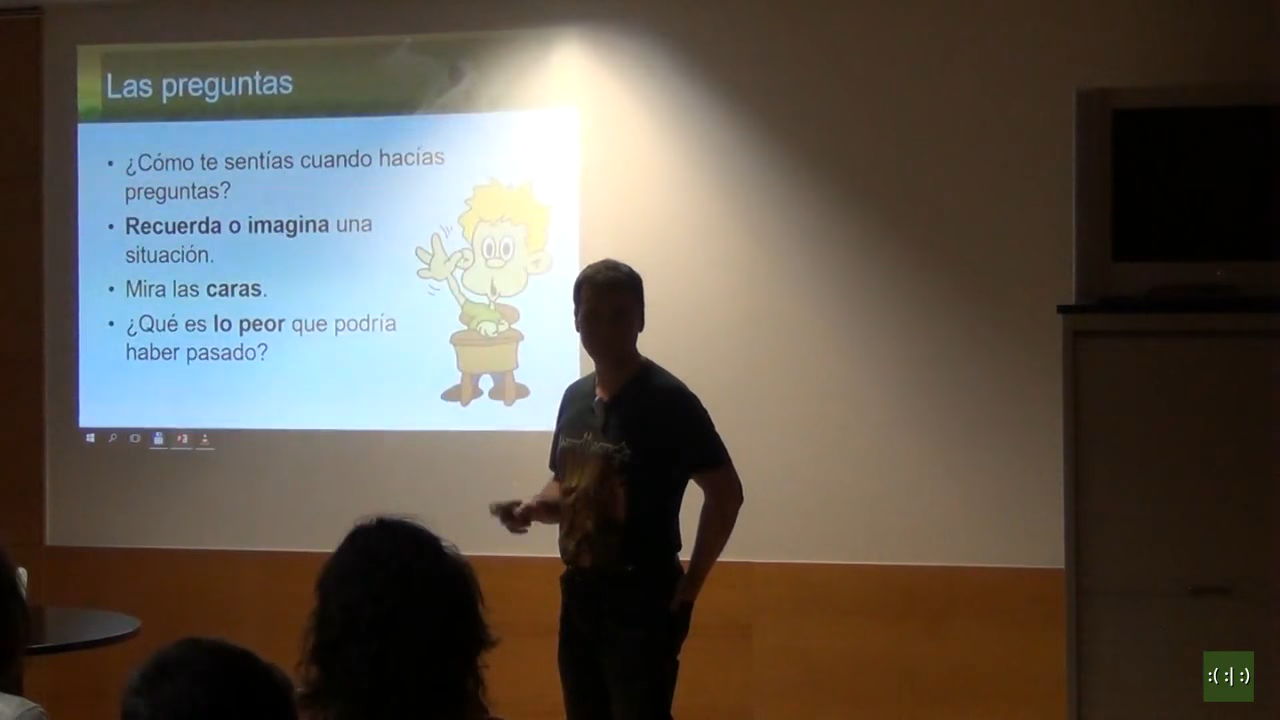 Las preguntas
• ¿Cómo te sentías cuando hacías
preguntas?
• Recuerda o imagina una
situación.
• Mira las caras.
• ¿Qué es lo peor que podría
haber pasado?
:( :| :)